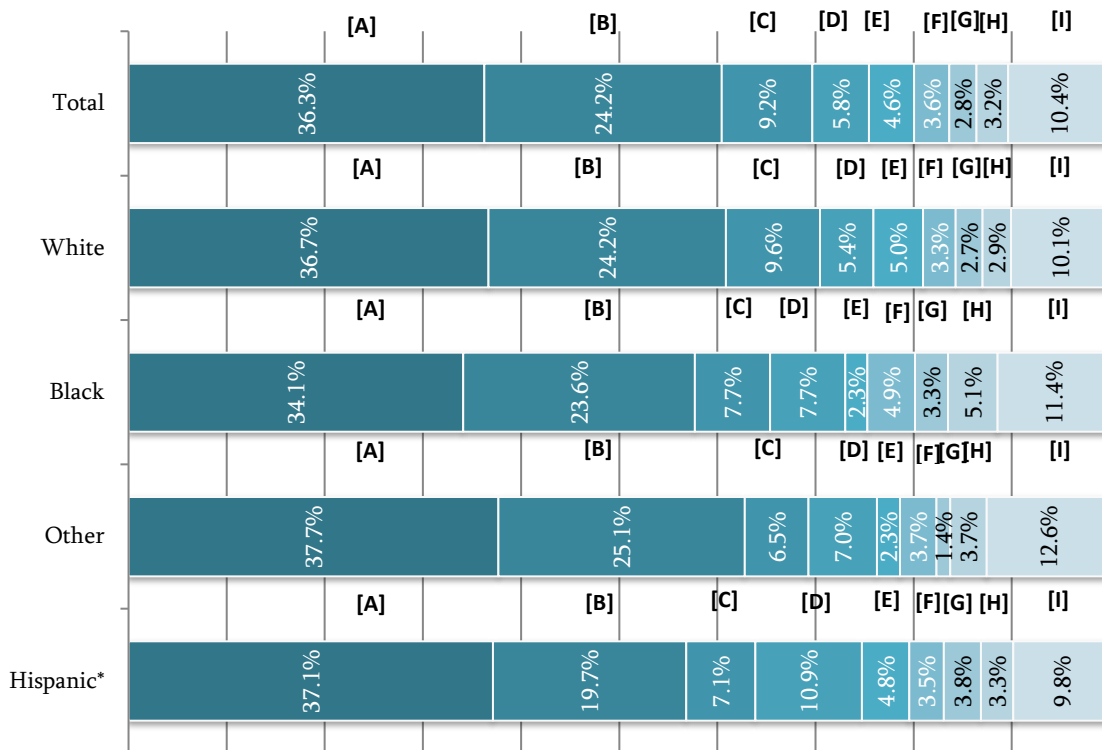 [A] [B] [C] [D] [E] [F] [G] [H] [I]
Total 36.3% 24.2% 9.2% 5.8% 4.6% 3.6% 2.8% 3.2% 10.4%
[A] [B] [C] [D] [E] [F] [G] [H] [I]
White 36.7% 24.2% 9.6% 5.4% 5.0% 3.3% 2.7% 2.9% 10.1%
[A] [B] [C] [D] [E] [F] [G] [H] [I]
Black 34.1% 23.6% 7.7% 7.7% 2.3% 4.9% 3.3% 5.1% 11.4%
[A] [B] [C] [D] [E] [F] [G] [H] [I]
Other 37.7% 25.1% 6.5% 7.0% 2.3% 3.7% 1.4% 3.7% 12.6%
[A] [B] [C] [D] [E] [F] [G] [H] [I]
Hispanic* 37.1% 19.7% 7.1% 10.9% 4.8% 3.5% 3.8% 3.3% 9.8%